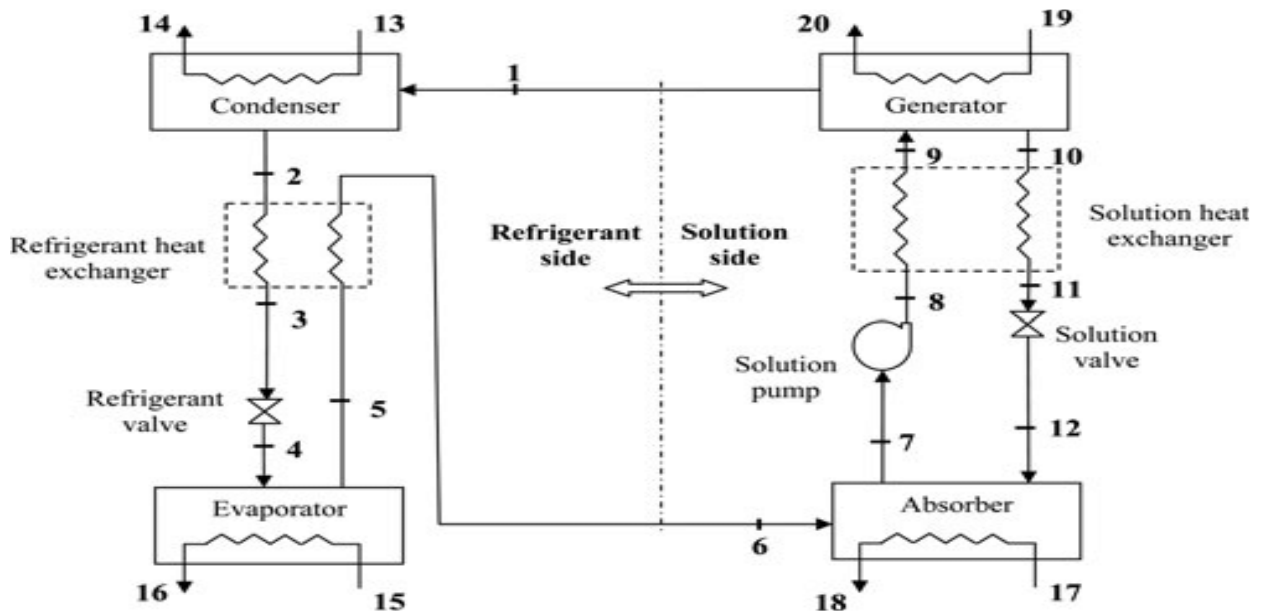 14
13
20
19
1
Condenser
Generator
2
9
10
Refrigerant heat
exchanger
Refrigerant
side
Solution
side
Solution heat
exchanger
3
8
11
Solution
pump
Solution
valve
Refrigerant
valve
5
4
7
12
Evaporator
Absorber
6
16
15
18
17